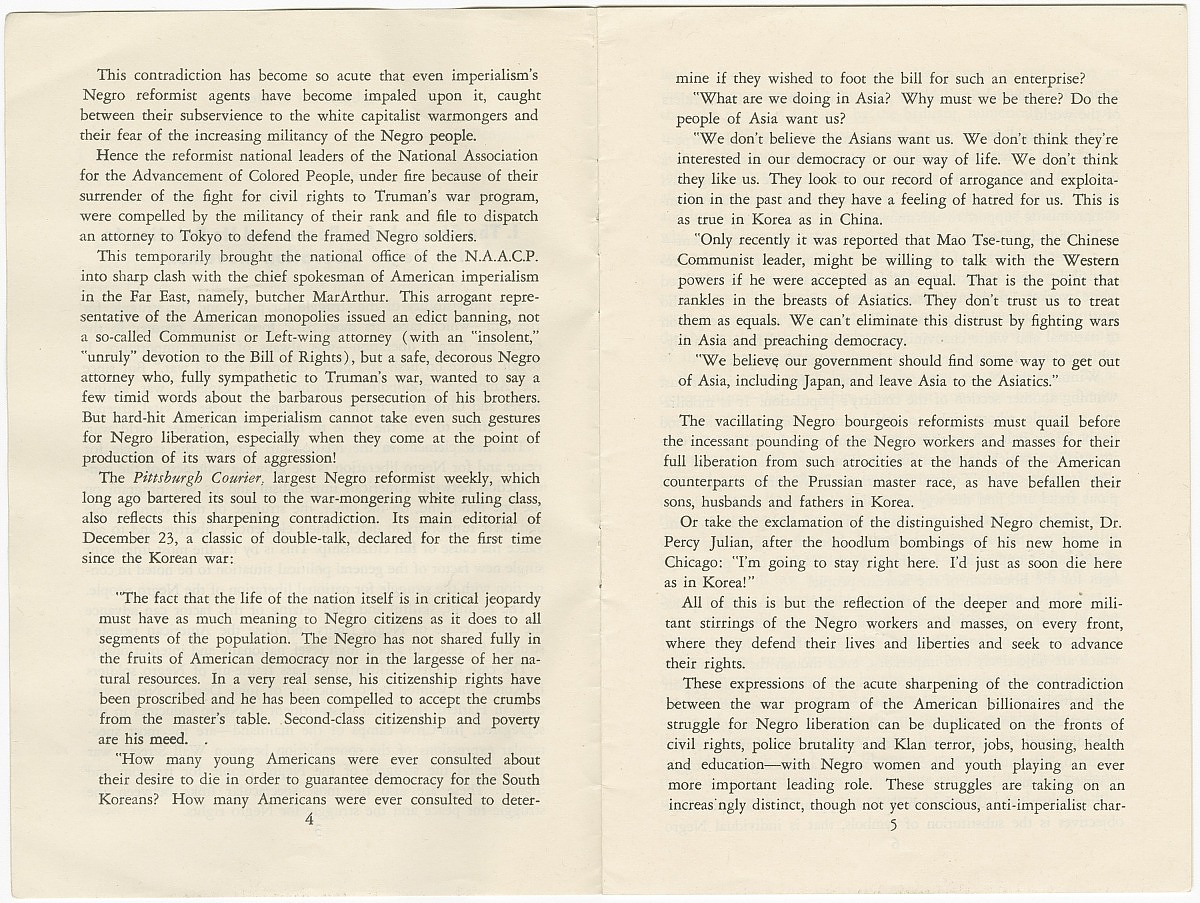 This contradiction has become so acute that even imperialism's
Negro reformist agents have become impaled upon it, caught
between their subservience to the white capitalist warmongers and
their fear of the increasing militancy of the Negro people.
Hence the reformist national leaders of the National Association
for the Advancement of Colored People, under fire because of their
surrender of the fight for civil rights to Truman's war program,
were compelled by the militancy of their rank and file to dispatch
an attorney to Tokyo to defend the framed Negro soldiers.
This temporarily brought the national office of the N.A.A.C.P.
into sharp clash with the chief spokesman of American imperialism
in the Far East, namely, butcher MarArthur. This arrogant repre-
sentative of the American monopolies issued an edict banning, not
a so-called Communist or Left-wing attorney (with an "insolent,"
"unruly" devotion to the Bill of Rights), but a safe, decorous Negro
attorney who, fully sympathetic to Truman's war, wanted to say a
few timid words about the barbarous persecution of his brothers.
But hard-hit American imperialism cannot take even such gestures
for Negro liberation, especially when they come at the point of
production of its wars of aggression!
The Pittsburgh Courier, largest Negro reformist weekly, which
long ago bartered its soul to the war-mongering white ruling class,
also reflects this sharpening contradiction. Its main editorial of
December 23, a classic of double-talk, declared for the first time
since the Korean war:
"The fact that the life of the nation itself is in critical jeopardy
must have as much meaning to Negro citizens as it does to all
segments of the population. The Negro has not shared fully in
the fruits of American democracy nor in the largesse of her na-
tural resources. In a very real sense, his citizenship rights have
been proscribed and he has been compelled to accept the crumbs
from the master's table. Second-class citizenship and poverty
are his meed. .
"How many young Americans were ever consulted about
their desire to die in order to guarantee democracy for the South
Koreans? How many Americans were ever consulted to deter-
4
mine if they wished to foot the bill for such an enterprise?
"What are we doing in Asia? Why must we be there? Do the
people of Asia want us?
"We don't believe the Asians want us. We don't think they're
interested in our democracy or our way of life. We don't think
they like us. They look to our record of arrogance and exploita-
tion in the past and they have a feeling of hatred for us. This is
as true in Korea as in China.
"Only recently it was reported that Mao Tse-tung, the Chinese
Communist leader, might be willing to talk with the Western
powers if he were accepted as an equal. That is the point that
rankles in the breasts of Asiatics. They don't trust us to treat
them as equals. We can't eliminate this distrust by fighting wars
in Asia and preaching democracy.
"We believe our government should find some way to get out
of Asia, including Japan, and leave Asia to the Asiatics."
The vacillating Negro bourgeois reformists must quail before
the incessant pounding of the Negro workers and masses for their
full liberation from such atrocities at the hands of the American
counterparts of the Prussian master race, as have befallen their
sons, husbands and fathers in Korea.
Or take the exclamation of the distinguished Negro chemist, Dr.
Percy Julian, after the hoodlum bombings of his new home in
Chicago: "I'm going to stay right here. I'd just as soon die here
as in Korea!"
All of this is but the reflection of the deeper and more mili-
tant stirrings of the Negro workers and masses, on every front,
where they defend their lives and liberties and seek to advance
their rights.
These expressions of the acute sharpening of the contradiction
between the war program of the American billionaires and the
struggle for Negro liberation can be duplicated on the fronts of
civil rights, police brutality and Klan terror, jobs, housing, health
and education—with Negro women and youth playing an ever
more important leading role. These struggles are taking on an
increas ngly distinct, though not yet conscious, anti-imperialist char-
5